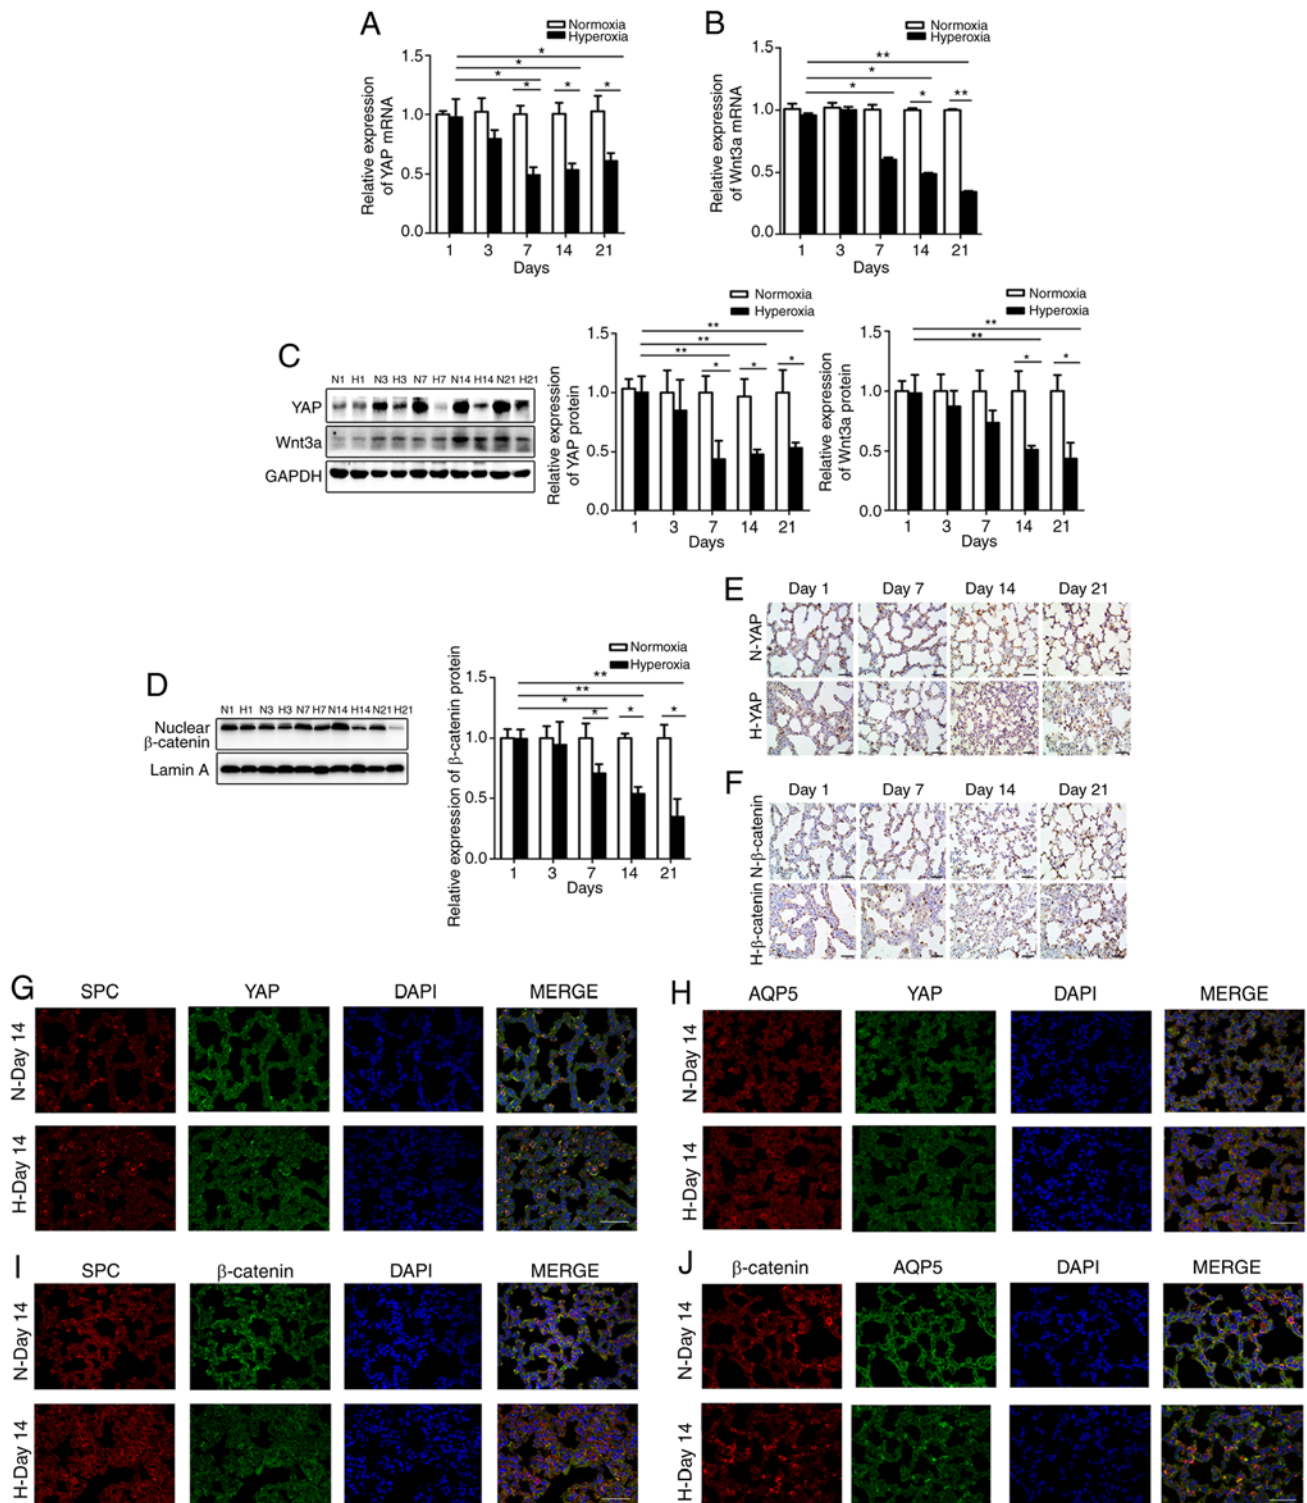 A
Normoxia
Hyperoxia
Relative expression
of YAP mRNA
1.5
1.0
0.5
0.0
*
*
*
* * *
1 3 7 14 21
Days
B
Normoxia
Hyperoxia
Relative expression
of Wnt3a mRNA
1.5
1.0
0.5
0.0
**
*
*
* **
1 3 7 14 21
Days
C
N1 H1 N3 H3 N7 H7 N14 H14 N21 H21
YAP
Wnt3a
GAPDH
Normoxia
Hyperoxia
Relative expression
of YAP protein
1.5
1.0
0.5
0.0
**
**
**
* * *
1 3 7 14 21
Days
Normoxia
Hyperoxia
Relative expression
of Wnt3a protein
1.5
1.0
0.5
0.0
**
**
* *
1 3 7 14 21
Days
D
N1 H1 N3 H3 N7 H7 N14 H14 N21 H21
Nuclear
β-catenin
Lamin A
Normoxia
Hyperoxia
Relative expression of β-catenin protein
1.5
1.0
0.5
0.0
**
**
*
* * *
1 3 7 14 21
Days
E
Day 1 Day 7 Day 14 Day 21
N-YAP
H-YAP
F
Day 1 Day 7 Day 14 Day 21
N-β-catenin
H-β-catenin
G
SPC YAP DAPI MERGE
N-Day 14
H-Day 14
H
AQP5 YAP DAPI MERGE
N-Day 14
H-Day 14
I
SPC β-catenin DAPI MERGE
N-Day 14
H-Day 14
J
β-catenin AQP5 DAPI MERGE
N-Day 14
H-Day 14